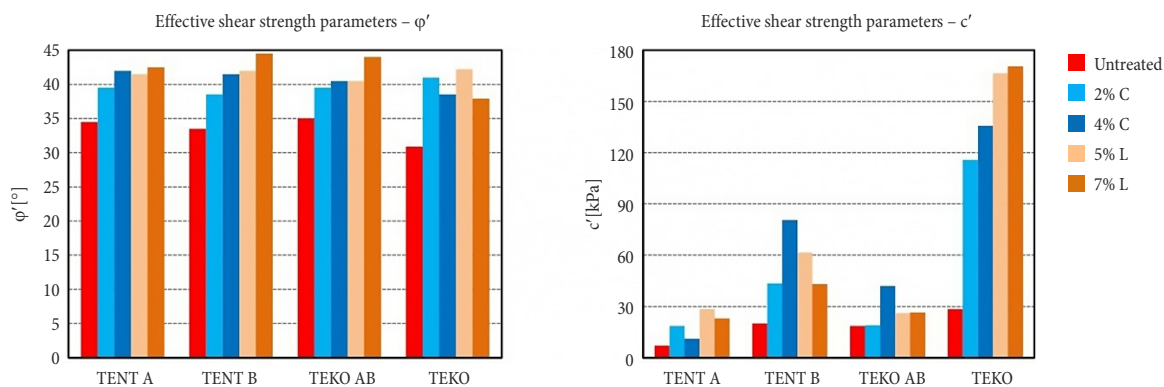 Effective shear strength parameters – φ′
45
40
35
30
25
20
15
10
5
0
φ′[°]
TENT A TENT B TEKO AB TEKO
Effective shear strength parameters – c′
180
150
120
90
60
30
0
c′[kPa]
TENT A TENT B TEKO AB TEKO
Untreated
2% C
4% C
5% L
7% L